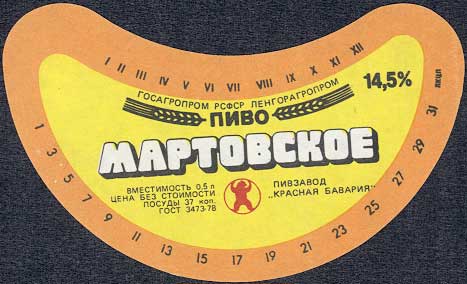 I II III IV V VI VII VIII IX X XI XII
ГОСАГРОПРОМ РСФСР ЛЕНГОРАГРОПРОМ
14,5%
ПИВО
МАРТОВСКОЕ
ВМЕСТИМОСТЬ 0,5 л
ЦЕНА БЕЗ СТОИМОСТИ
ПОСУДЫ 37 коп.
ГОСТ 3473-78
ПИВЗАВОД
„КРАСНАЯ БАВАРИЯ"
1 3 5 7 9 11 13 15 17 19 21 23 25 27 29 31